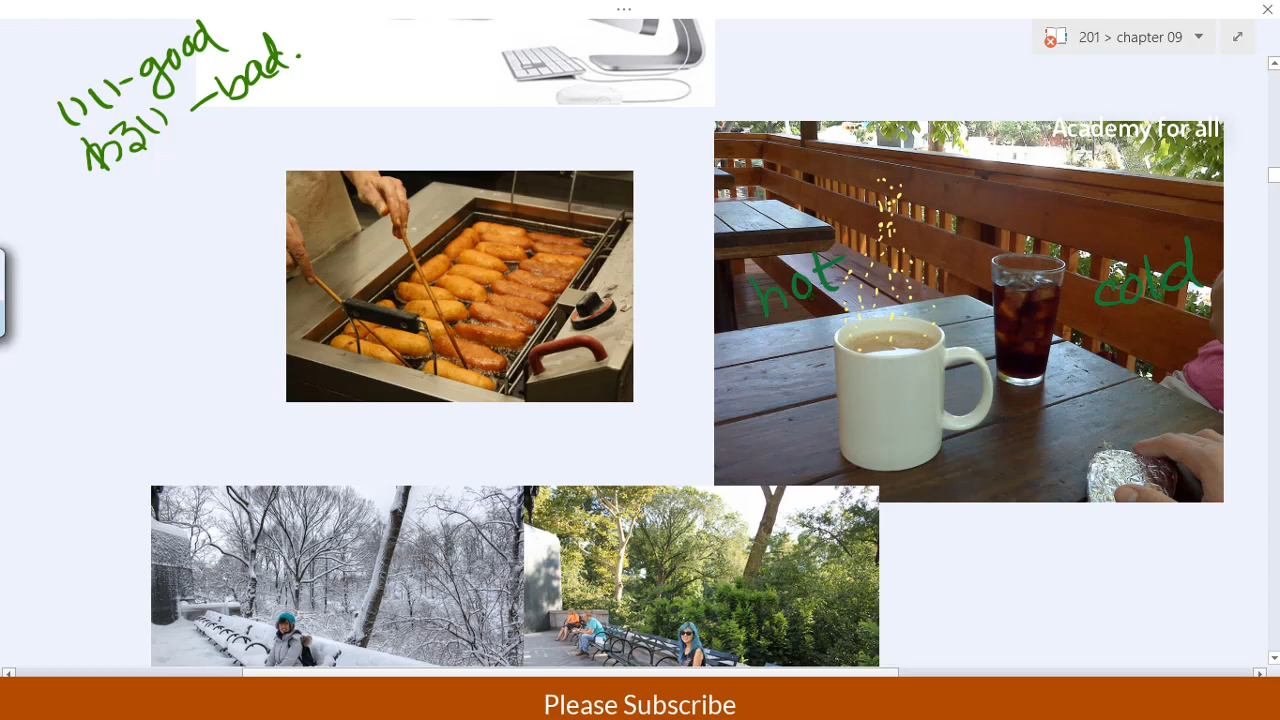 201 > chapter 09
いい-good
わるい -bad.
Academy for all
hot
cold
Please Subscribe